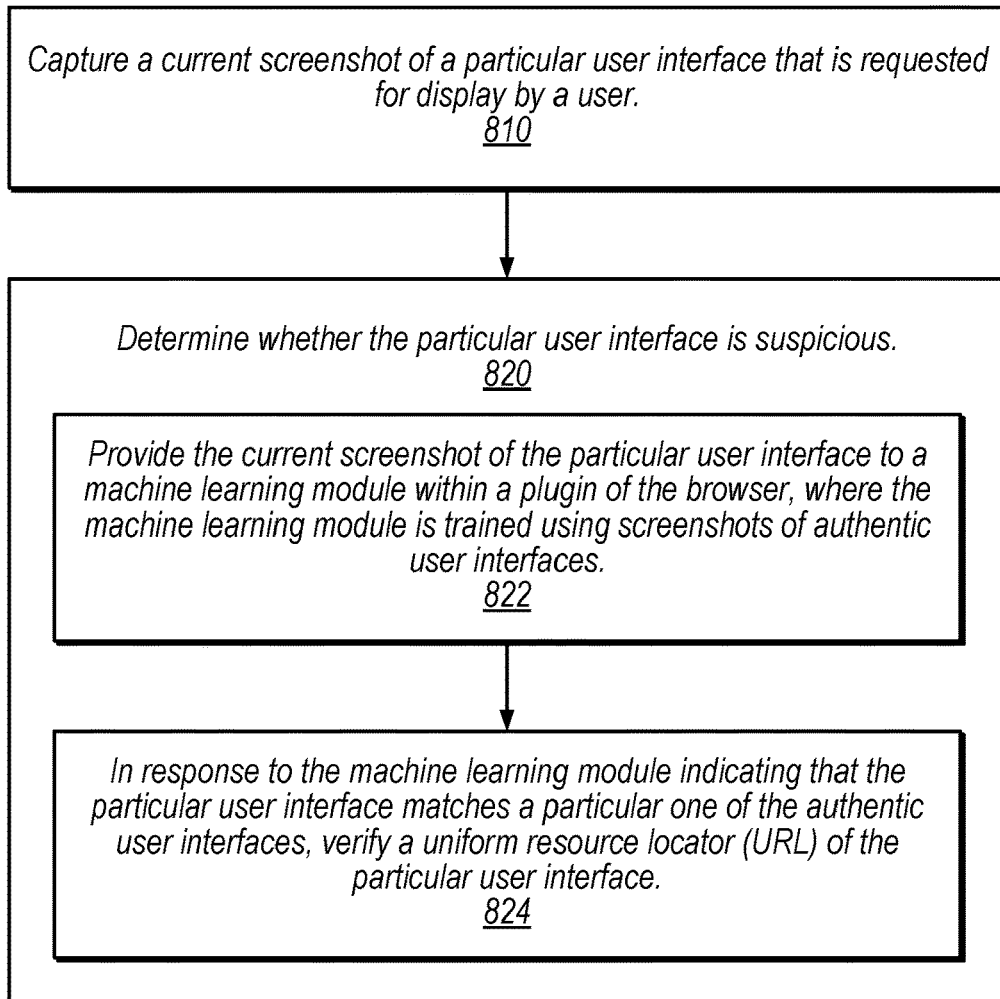 Capture a current screenshot of a particular user interface that is requested
for display by a user.
810
Determine whether the particular user interface is suspicious.
820
Provide the current screenshot of the particular user interface to a
machine learning module within a plugin of the browser, where the
machine learning module is trained using screenshots of authentic
user interfaces.
822
In response to the machine learning module indicating that the
particular user interface matches a particular one of the authentic
user interfaces, verify a uniform resource locator (URL) of the
particular user interface.
824